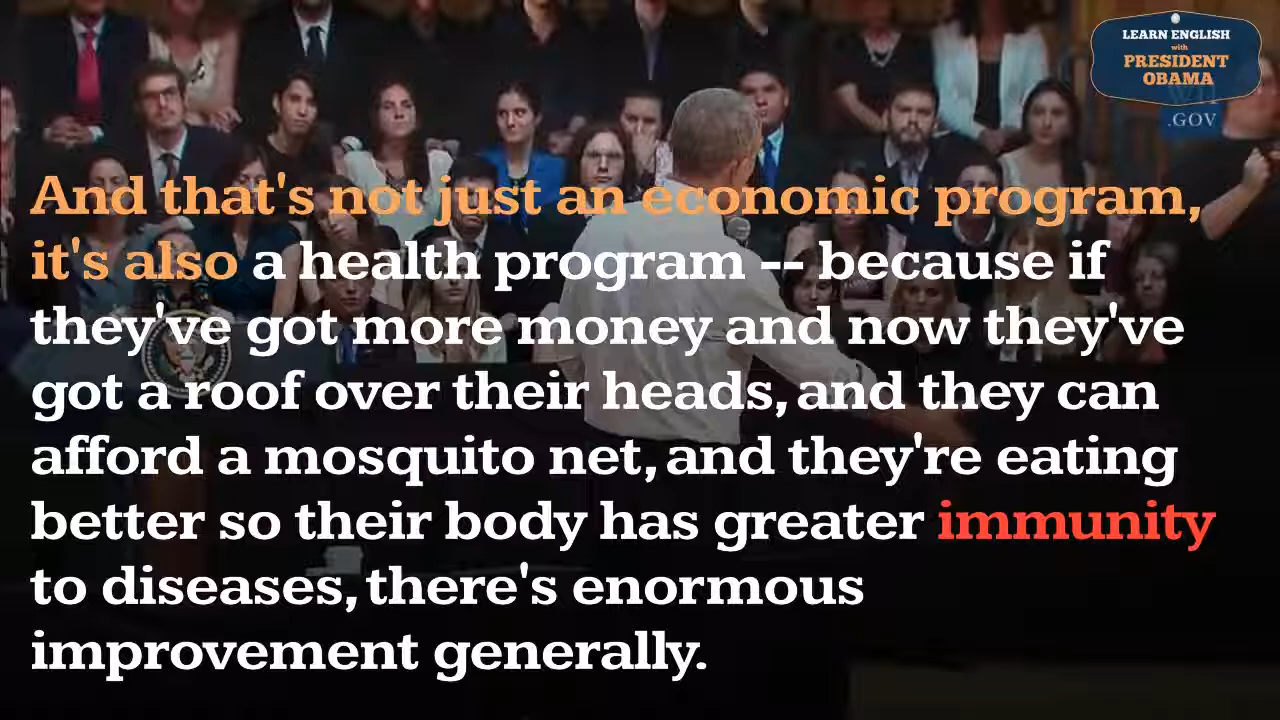 LEARN ENGLISH
with
PRESIDENT
OBAMA
WH
.GOV
And that's not just an economic program,
it's also a health program -- because if
they've got more money and now they've
got a roof over their heads, and they can
afford a mosquito net, and they're eating
better so their body has greater immunity
to diseases, there's enormous
improvement generally.